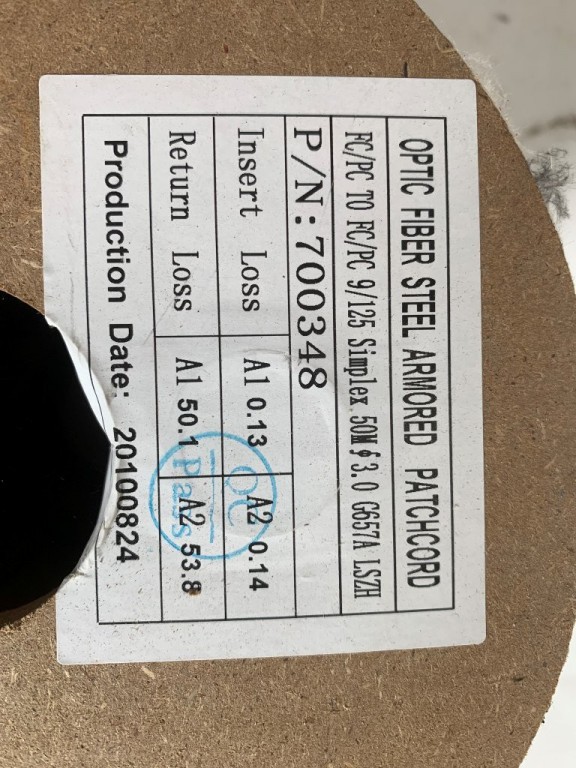 OPTIC FIBER STEEL ARMORED PATCHCORD
FC/PC TO FC/PC 9/125 Simplex 50M ϕ3.0 G657A LSZH
P/N:700348
Insert Loss A1 0.13 A2 0.14
Return Loss A1 50.1 A2 53.8
Production Date: 20100824
QC
Pass